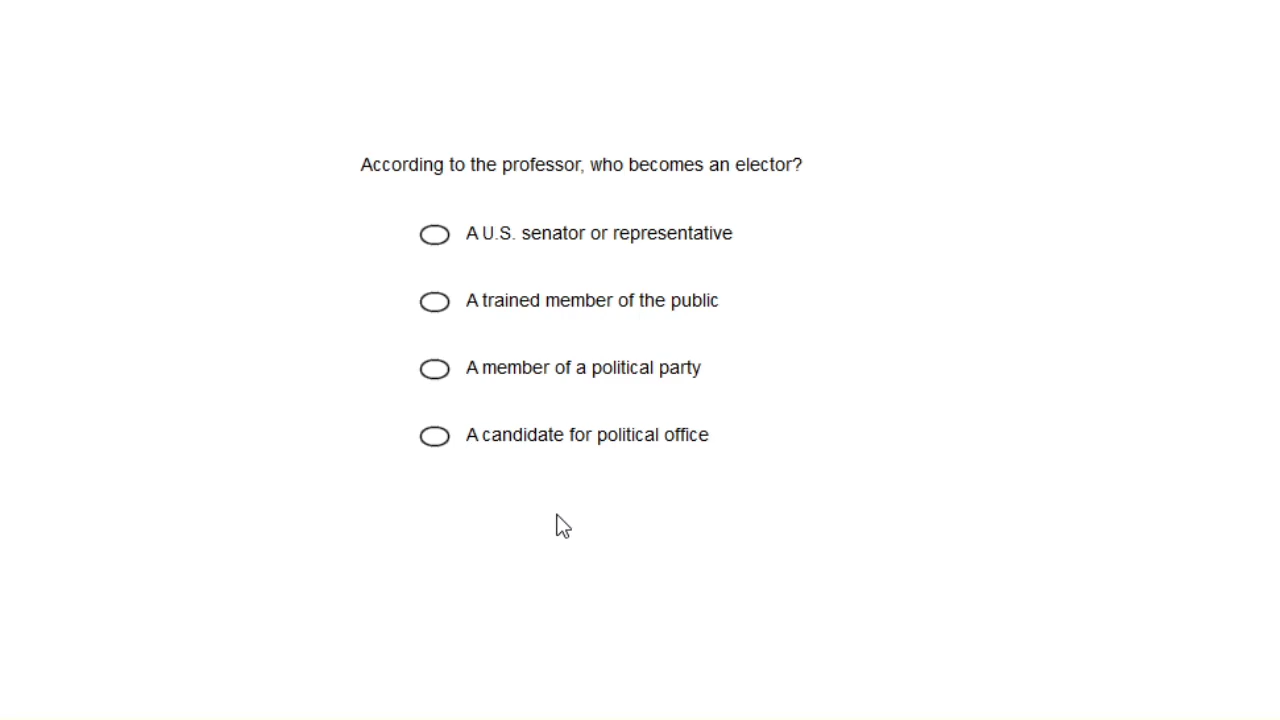 According to the professor, who becomes an elector?
A U.S. senator or representative
A trained member of the public
A member of a political party
A candidate for political office